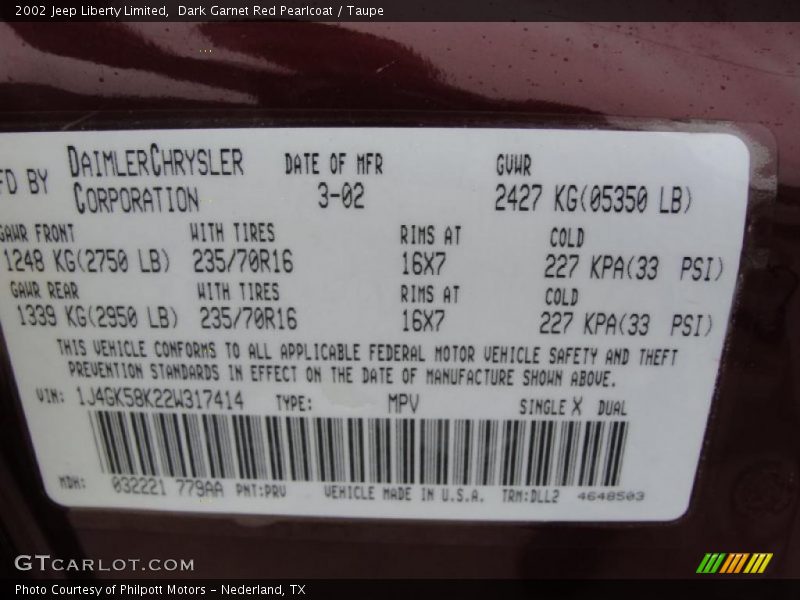 2002 Jeep Liberty Limited,  Dark Garnet Red Pearlcoat / Taupe
FD BY DAIMLERCHRYSLER CORPORATION
DATE OF MFR 3-02
GVWR 2427 KG(05350 LB)
GAWR FRONT WITH TIRES RIMS AT COLD
1248 KG(2750 LB) 235/70R16 16X7 227 KPA(33 PSI)
GAWR REAR WITH TIRES RIMS AT COLD
1339 KG(2950 LB) 235/70R16 16X7 227 KPA(33 PSI)
THIS VEHICLE CONFORMS TO ALL APPLICABLE FEDERAL MOTOR VEHICLE SAFETY AND THEFT
PREVENTION STANDARDS IN EFFECT ON THE DATE OF MANUFACTURE SHOWN ABOVE.
VIN: 1J4GK58K22W317414 TYPE: MPV SINGLE X DUAL
MDH: 032221 779AA PNT:PRV VEHICLE MADE IN U.S.A. TRM:DLL2 4648503
GTCARLOT.COM
Photo Courtesy of Philpott Motors - Nederland, TX